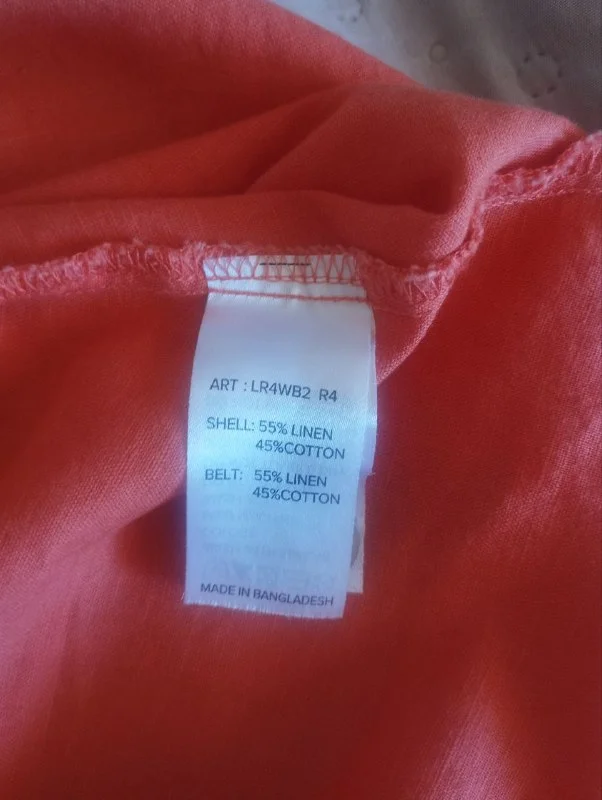 ART : LR4WB2 R4
SHELL: 55% LINEN
45%COTTON
BELT: 55% LINEN
45%COTTON
MADE IN BANGLADESH